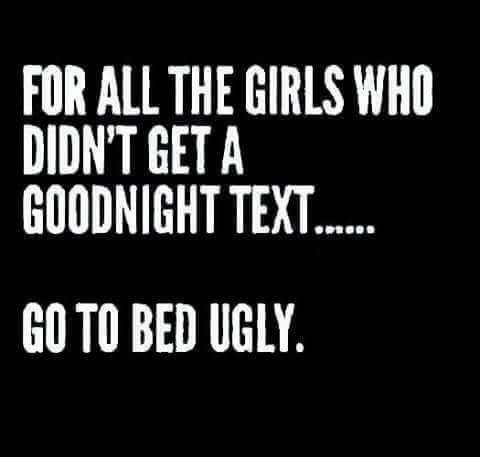 FOR ALL THE GIRLS WHO
DIDN'T GET A
GOODNIGHT TEXT......
GO TO BED UGLY.